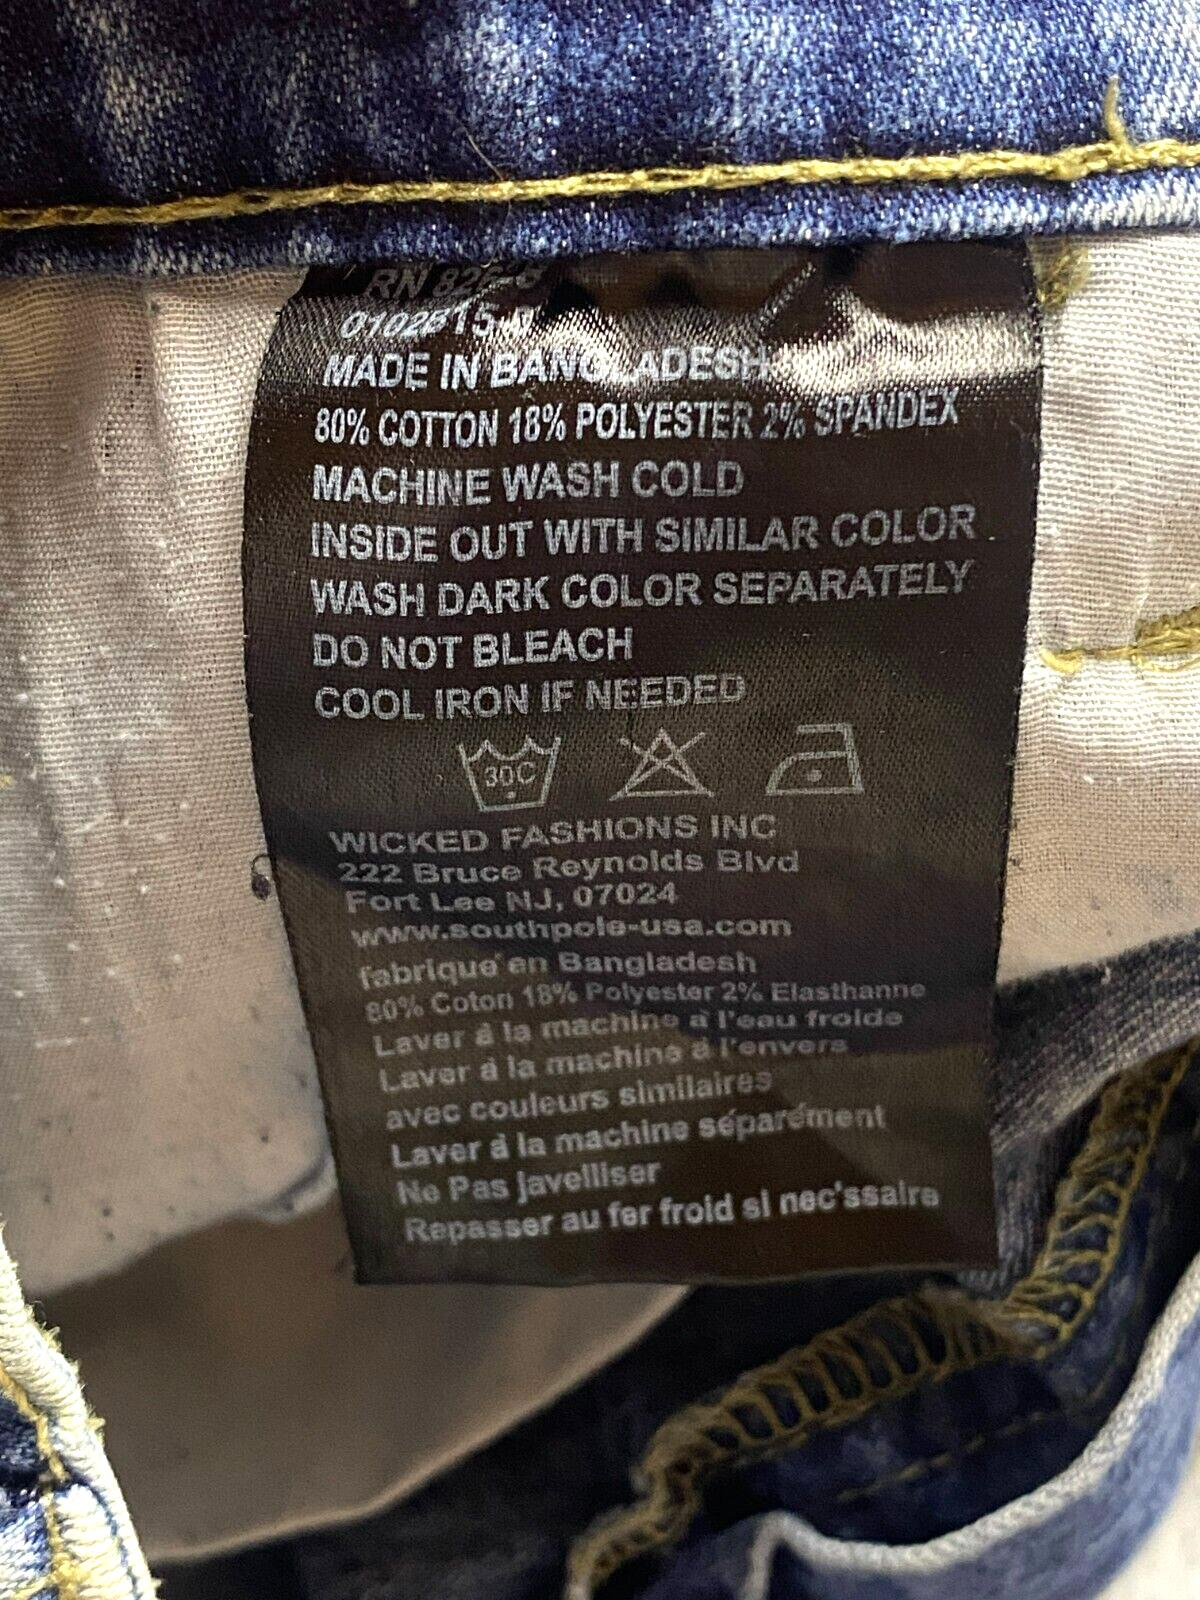 RN
MADE IN BANGLADESH
80% COTTON 18% POLYESTER 2% SPANDEX
MACHINE WASH COLD
INSIDE OUT WITH SIMILAR COLOR
WASH DARK COLOR SEPARATELY
DO NOT BLEACH
COOL IRON IF NEEDED
30C
WICKED FASHIONS INC
222 Bruce Reynolds Blvd
Fort Lee NJ, 07024
www.southpole-usa.com
fabrique en Bangladesh
80% Coton 18% Polyester 2% Elasthanne
Laver à la machine a l'eau froide
Laver à la machine à l'envers
avec couleurs similaires
Laver à la machine séparément
Ne Pas javelliser
Repasser au fer froid si nec'ssaire